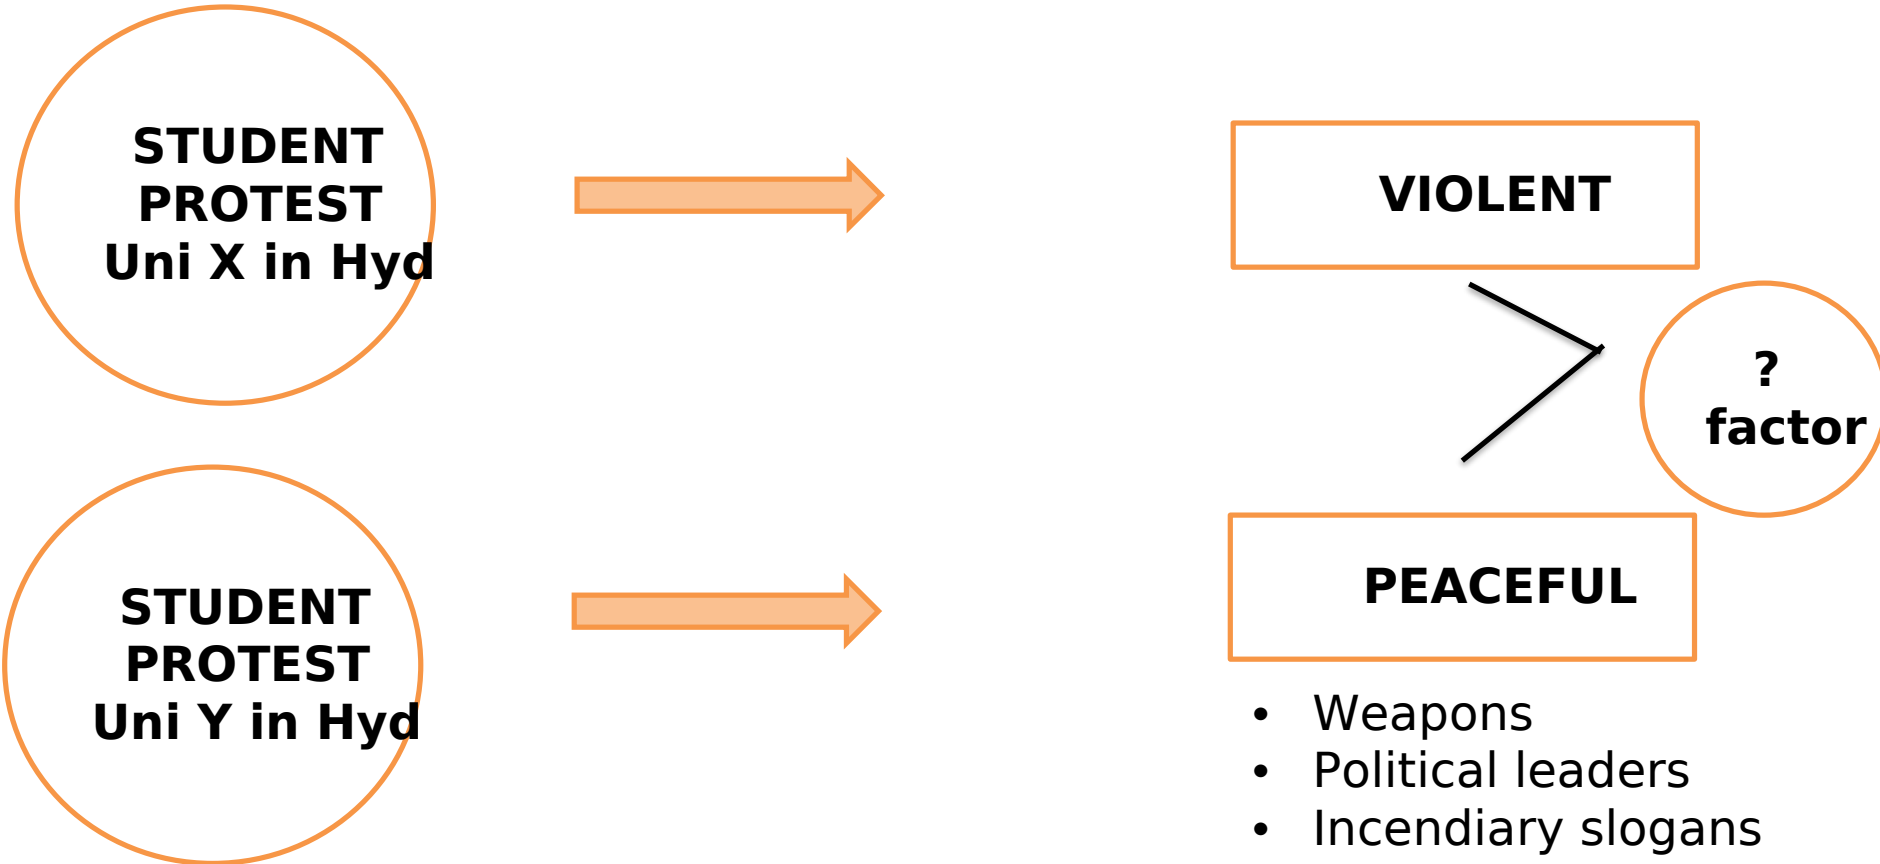 STUDENT
PROTEST
Uni X in Hyd
VIOLENT
?
factor
STUDENT
PROTEST
Uni Y in Hyd
PEACEFUL
• Weapons
• Political leaders
• Incendiary slogans